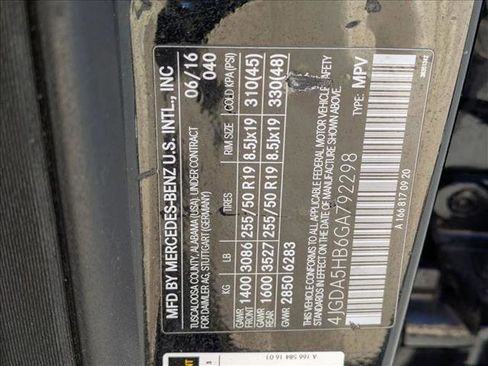 MFD BY MERCEDES-BENZ U.S. INTL., INC
TUSCALOOSA COUNTY, ALABAMA (USA), UNDER CONTRACT
FOR DAIMLER AG, STUTTGART (GERMANY)
06/16
040
KG LB TIRES RIM SIZE COLD KPA (PSI)
GAWR FRONT 1400 3086 255/50 R19 8.5Jx19 310(45)
GAWR REAR 1600 3527 255/50 R19 8.5Jx19 330(48)
GWR 2850 6283
THIS VEHICLE CONFORMS TO ALL APPLICABLE FEDERAL MOTOR VEHICLE SAFETY
STANDARDS IN EFFECT ON THE DATE OF MANUFACTURE SHOWN ABOVE.
4JGDA5HB6GA792298
TYPE: MPV
A 166 817 09 20
A 166 584 16 01